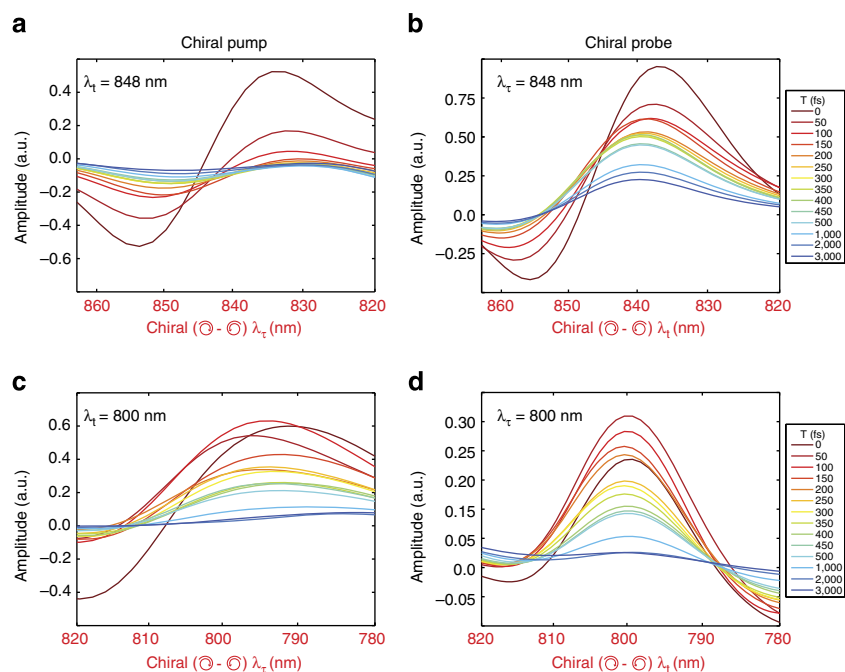 a
Chiral pump
λt = 848 nm
Amplitude (a.u.)
0.4
0.2
0.0
−0.2
−0.4
−0.6
860 850 840 830 820
Chiral (↻ - ↺) λτ (nm)
b
Chiral probe
λτ = 848 nm
Amplitude (a.u.)
0.75
0.50
0.25
0.0
−0.25
860 850 840 830 820
Chiral (↻ - ↺) λt (nm)
T (fs)
0
50
100
150
200
250
300
350
400
450
500
1,000
2,000
3,000
c
λt = 800 nm
Amplitude (a.u.)
0.6
0.4
0.2
0.0
−0.4
820 810 800 790 780
Chiral (↻ - ↺) λτ (nm)
d
λτ = 800 nm
Amplitude (a.u.)
0.30
0.25
0.20
0.15
0.10
0.00
−0.05
820 810 800 790 780
Chiral (↻ - ↺) λt (nm)
T (fs)
0
50
100
150
200
250
300
350
400
450
500
1,000
2,000
3,000